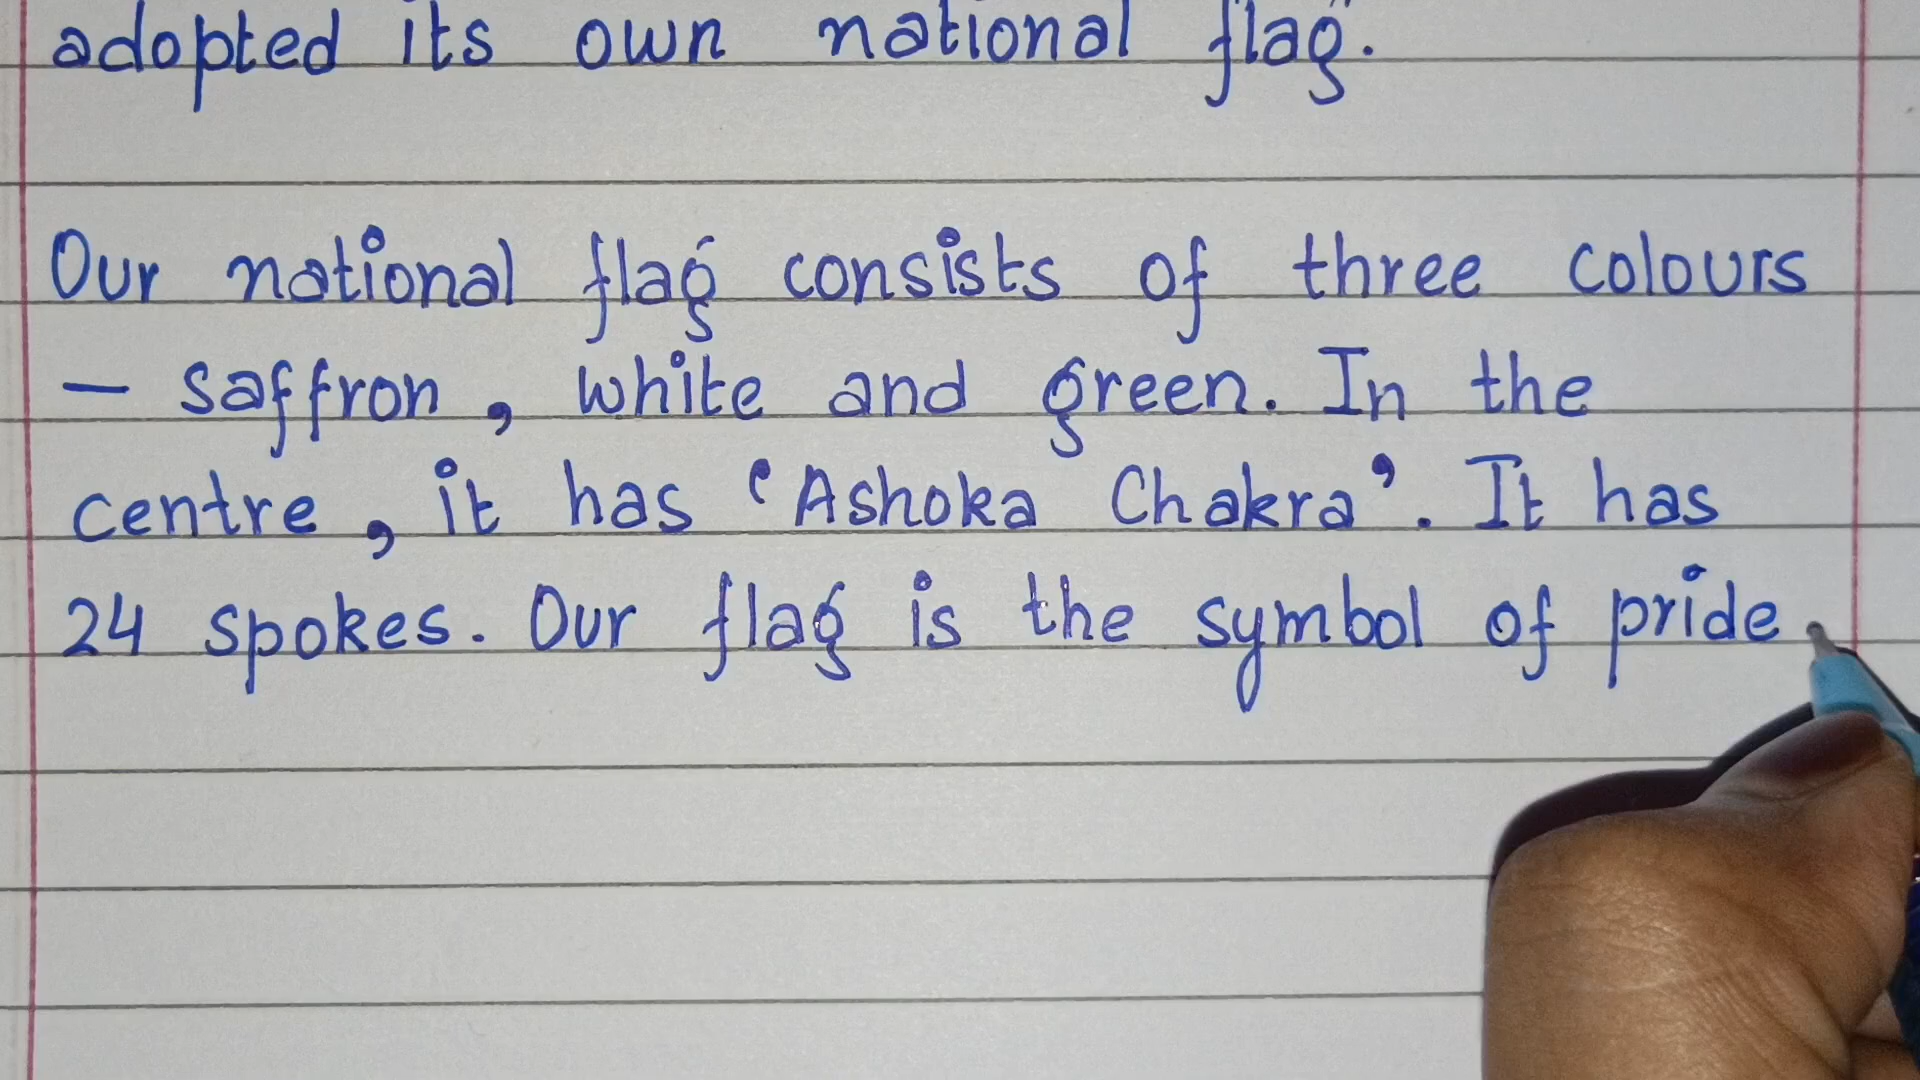 adopted its own national flag.
Our national flag consists of three colours
— saffron, white and green. In the
centre, it has ‘Ashoka Chakra’. It has
24 spokes. Our flag is the symbol of pride.